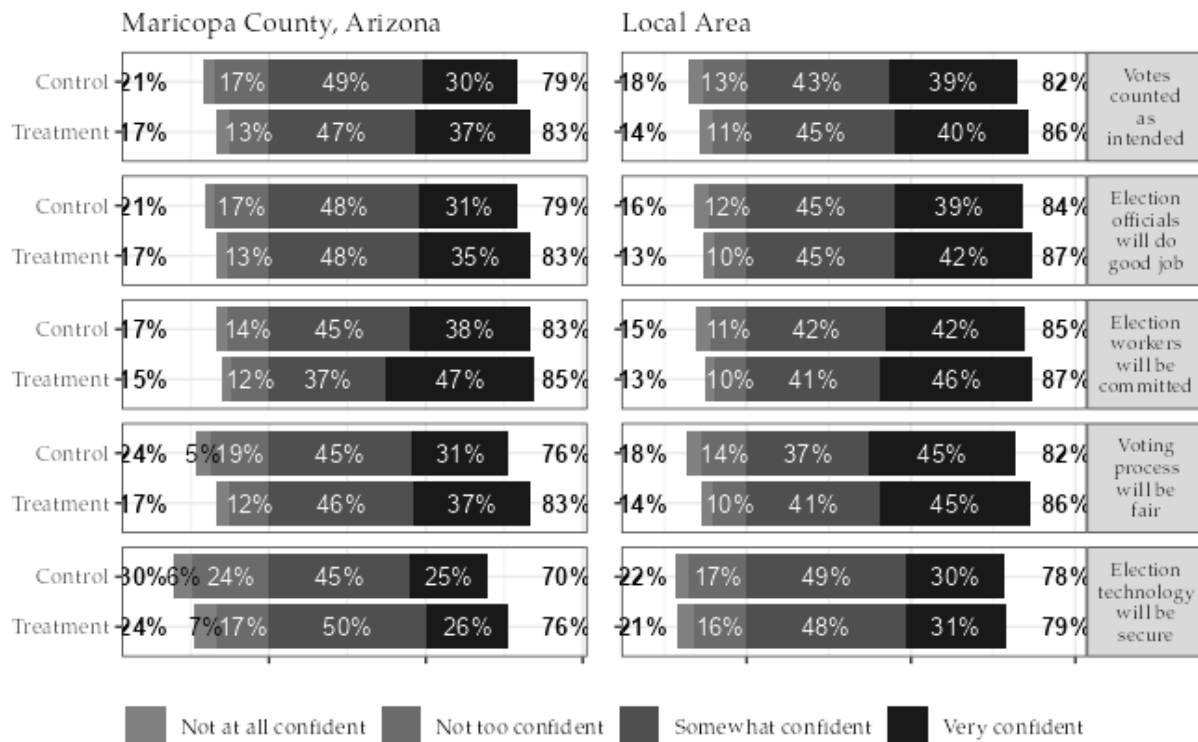 Maricopa County, Arizona Local Area
Control 21% 17% 49% 30% 79% 18% 13% 43% 39% 82%
Treatment 17% 13% 47% 37% 83% 14% 11% 45% 40% 86%
Votes
counted
as
intended
Control 21% 17% 48% 31% 79% 16% 12% 45% 39% 84%
Treatment 17% 13% 48% 35% 83% 13% 10% 45% 42% 87%
Election
officials
will do
good job
Control 17% 14% 45% 38% 83% 15% 11% 42% 42% 85%
Treatment 15% 12% 37% 47% 85% 13% 10% 41% 46% 87%
Election
workers
will be
committed
Control 24% 5% 19% 45% 31% 76% 18% 14% 37% 45% 82%
Treatment 17% 12% 46% 37% 83% 14% 10% 41% 45% 86%
Voting
process
will be
fair
Control 30% 6% 24% 45% 25% 70% 22% 17% 49% 30% 78%
Treatment 24% 7% 17% 50% 26% 76% 21% 16% 48% 31% 79%
Election
technology
will be
secure
Not at all confident Not too confident Somewhat confident Very confident